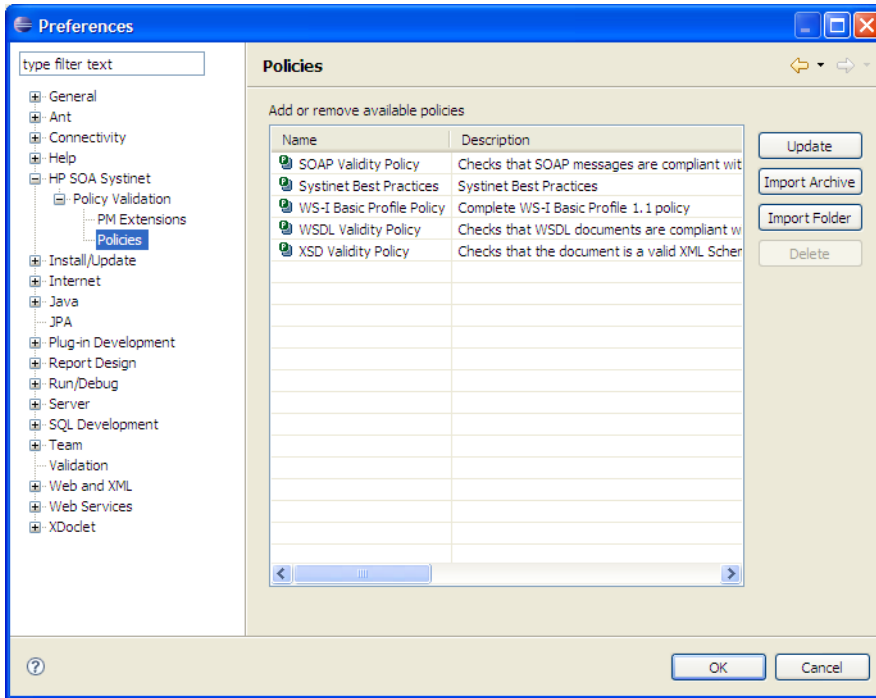 Preferences
type filter text
General
Ant
Connectivity
Help
HP SOA Systinet
Policy Validation
PM Extensions
Policies
Install/Update
Internet
Java
JPA
Plug-in Development
Report Design
Run/Debug
Server
SQL Development
Team
Validation
Web and XML
Web Services
XDoclet
Policies
Add or remove available policies
Name Description
SOAP Validity Policy Checks that SOAP messages are compliant wit
Systinet Best Practices Systinet Best Practices
WS-I Basic Profile Policy Complete WS-I Basic Profile 1.1 policy
WSDL Validity Policy Checks that WSDL documents are compliant w
XSD Validity Policy Checks that the document is a valid XML Scher
Update
Import Archive
Import Folder
Delete
?
OK Cancel